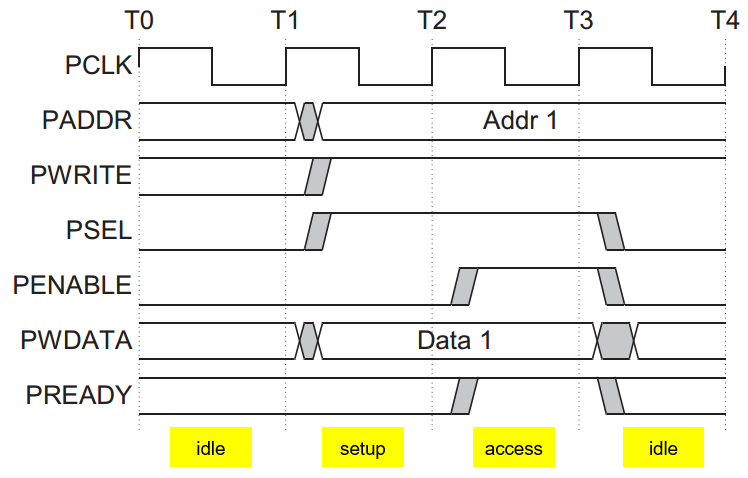 T0 T1 T2 T3 T4
PCLK
PADDR Addr 1
PWRITE
PSEL
PENABLE
PWDATA Data 1
PREADY
idle setup access idle